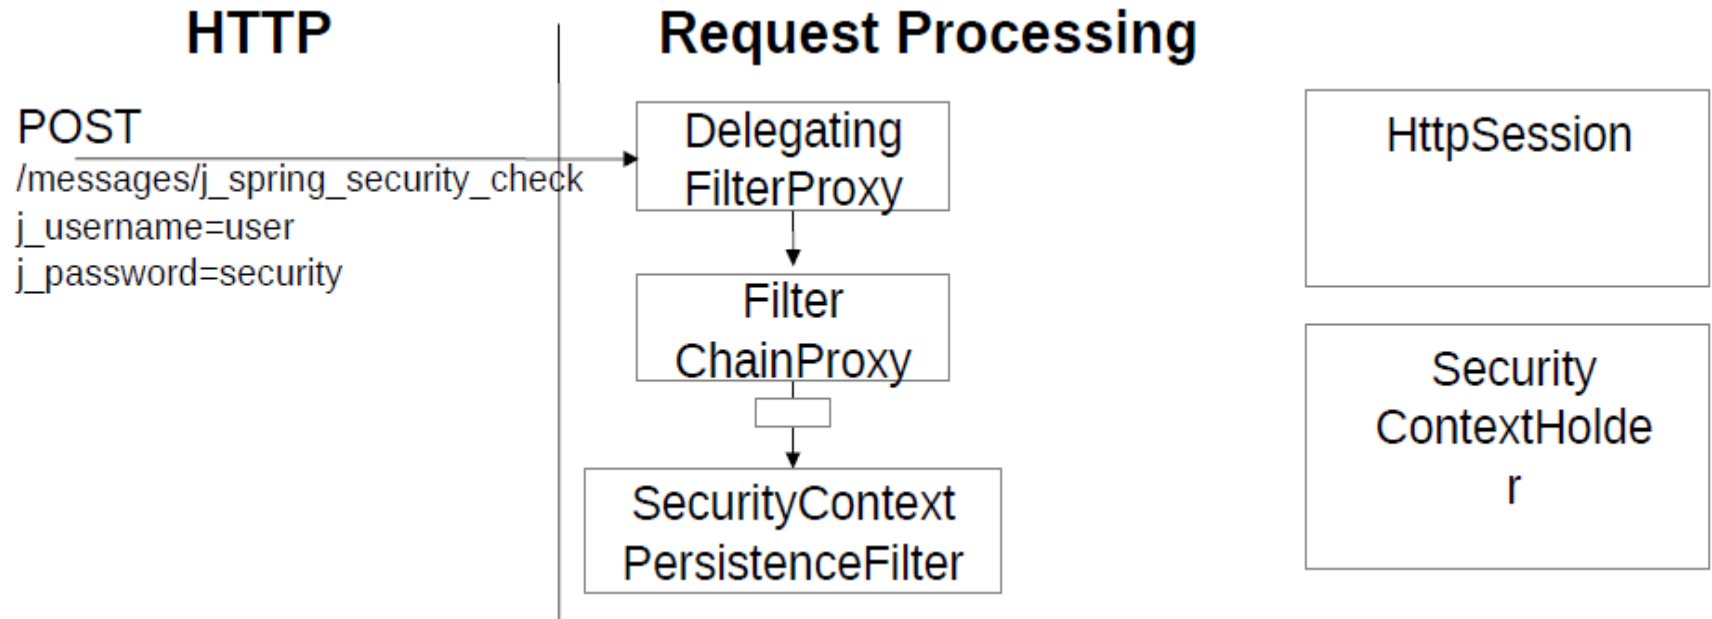 HTTP
Request Processing
POST
/messages/j_spring_security_check
j_username=user
j_password=security
Delegating
FilterProxy
Filter
ChainProxy
SecurityContext
PersistenceFilter
HttpSession
Security
ContextHolde
r